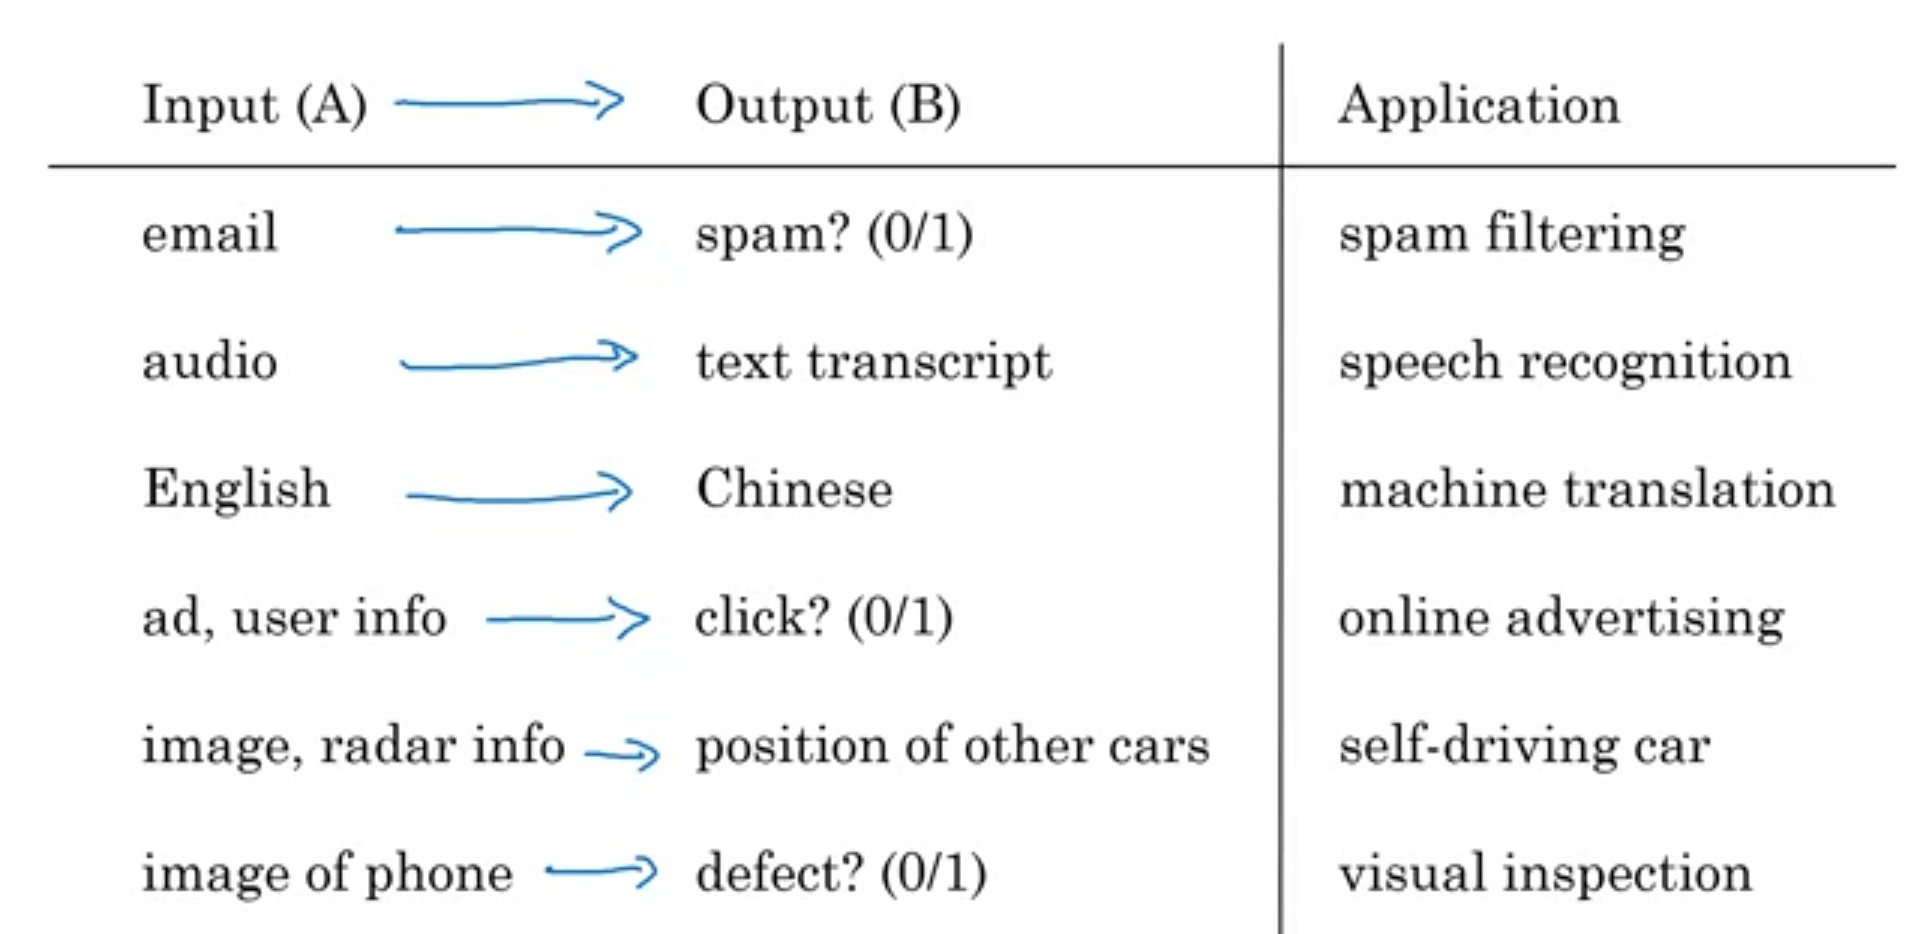 Input (A) Output (B) Application
email spam? (0/1) spam filtering
audio text transcript speech recognition
English Chinese machine translation
ad, user info click? (0/1) online advertising
image, radar info position of other cars self-driving car
image of phone defect? (0/1) visual inspection